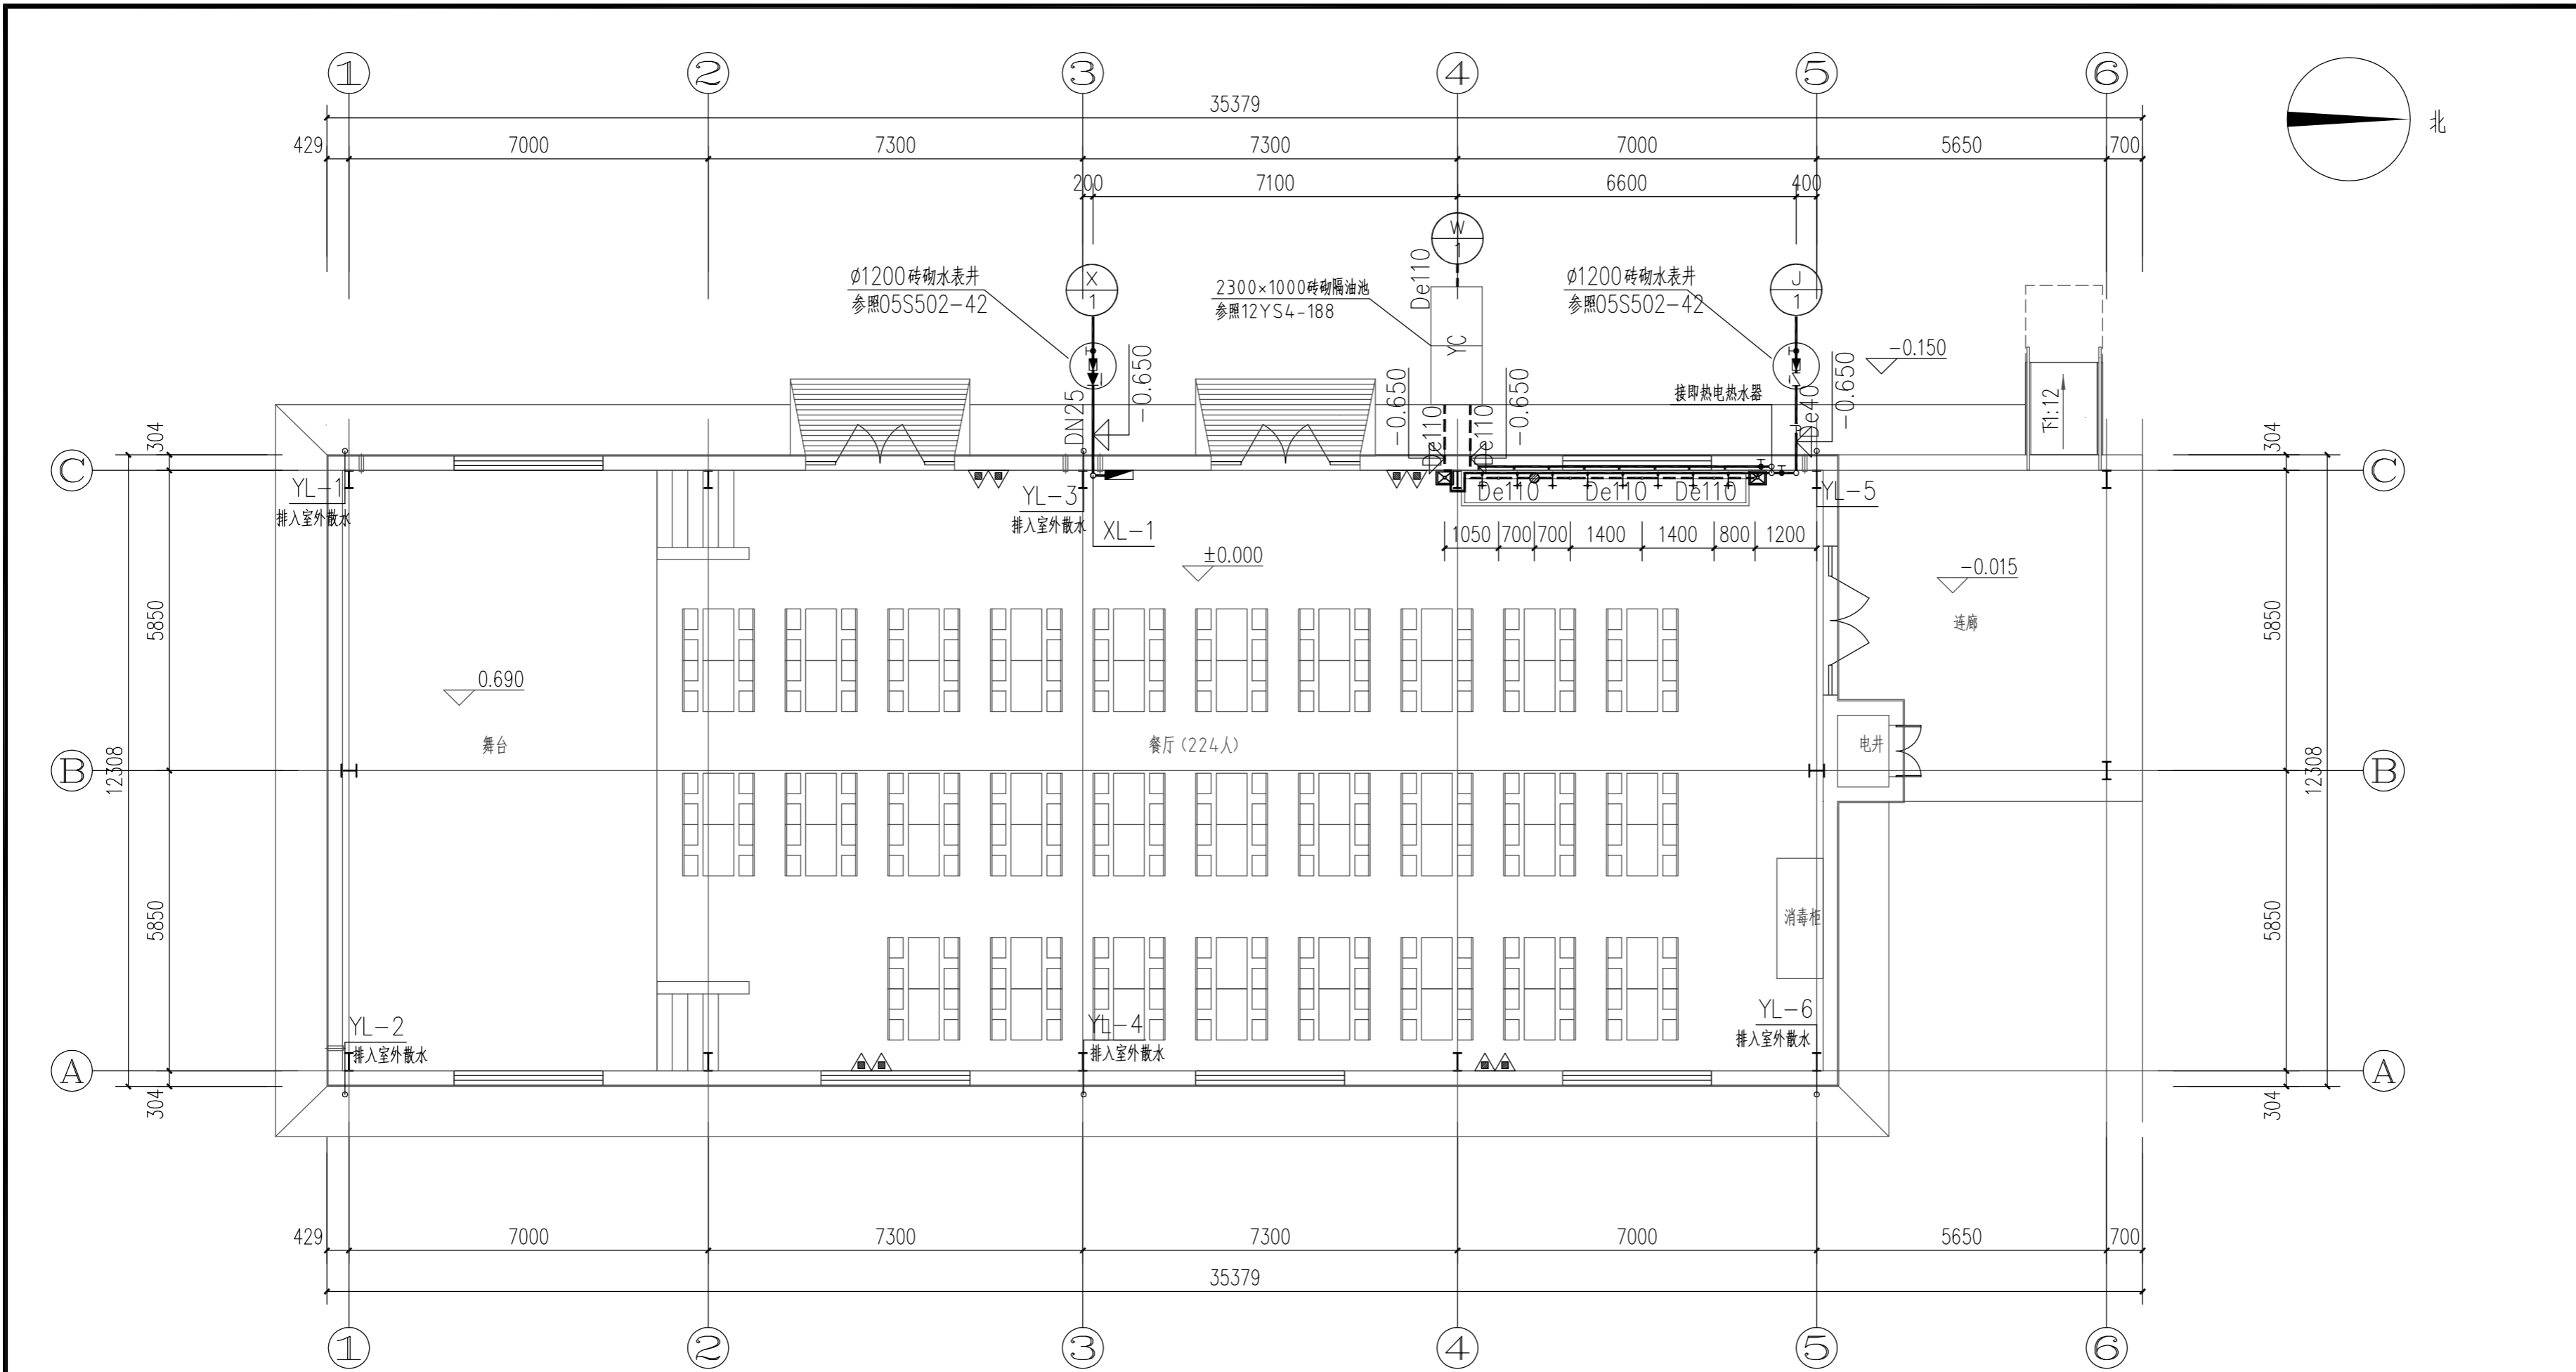 1 2 3 4 5 6
35379
429 7000 7300 7300 7000 5650 700
北
200 7100 6600 400
W
1
De110
X
1
J
1
Ø1200砖砌水表井
参照05S502-42
2300×1000砖砌隔油池
参照12YS4-188
Ø1200砖砌水表井
参照05S502-42
YC
-0.650
-0.650
-0.650
-0.650
-0.150
DN25
De110
De110
De40
接即热电热水器
下1:12
304
304
C
C
YL-1
排入室外散水
YL-3
排入室外散水
XL-1
De110 De110 De110
YL-5
1050 700 700 1400 1400 800 1200
±0.000
-0.015
连廊
5850
5850
0.690
舞台
餐厅(224人)
电井
B
B
12308
12308
5850
5850
消毒柜
YL-2
排入室外散水
YL-4
排入室外散水
YL-6
排入室外散水
A
A
304
304
429 7000 7300 7300 7000 5650 700
35379
1 2 3 4 5 6